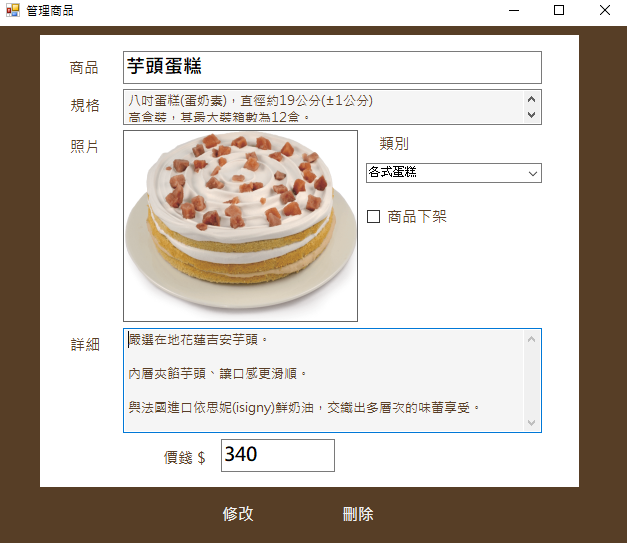 管理商品
商品
芋頭蛋糕
規格
八吋蛋糕(蛋奶素)，直徑約19公分(±1公分)
高盒裝，其最大裝箱數為12盒。
照片
類別
各式蛋糕
商品下架
詳細
嚴選在地花蓮吉安芋頭。
內層夾餡芋頭、讓口感更滑順。
與法國進口依思妮(isigny)鮮奶油，交織出多層次的味蕾享受。
價錢 $
340
修改
刪除